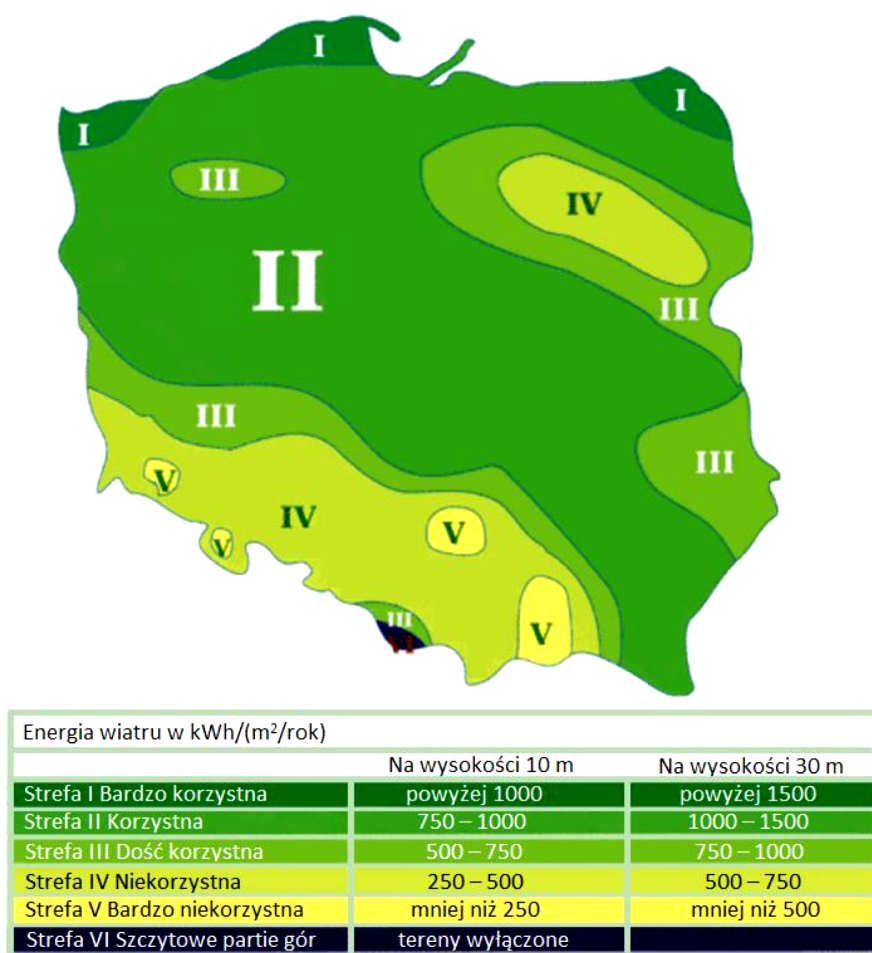 I
I
I
III
IV
II
III
III
III
V
IV
V
V
III
VI
V
Energia wiatru w kWh/(m²/rok)
Na wysokości 10 m Na wysokości 30 m
Strefa I Bardzo korzystna powyżej 1000 powyżej 1500
Strefa II Korzystna 750 – 1000 1000 – 1500
Strefa III Dość korzystna 500 – 750 750 – 1000
Strefa IV Niekorzystna 250 – 500 500 – 750
Strefa V Bardzo niekorzystna mniej niż 250 mniej niż 500
Strefa VI Szczytowe partie gór tereny wyłączone